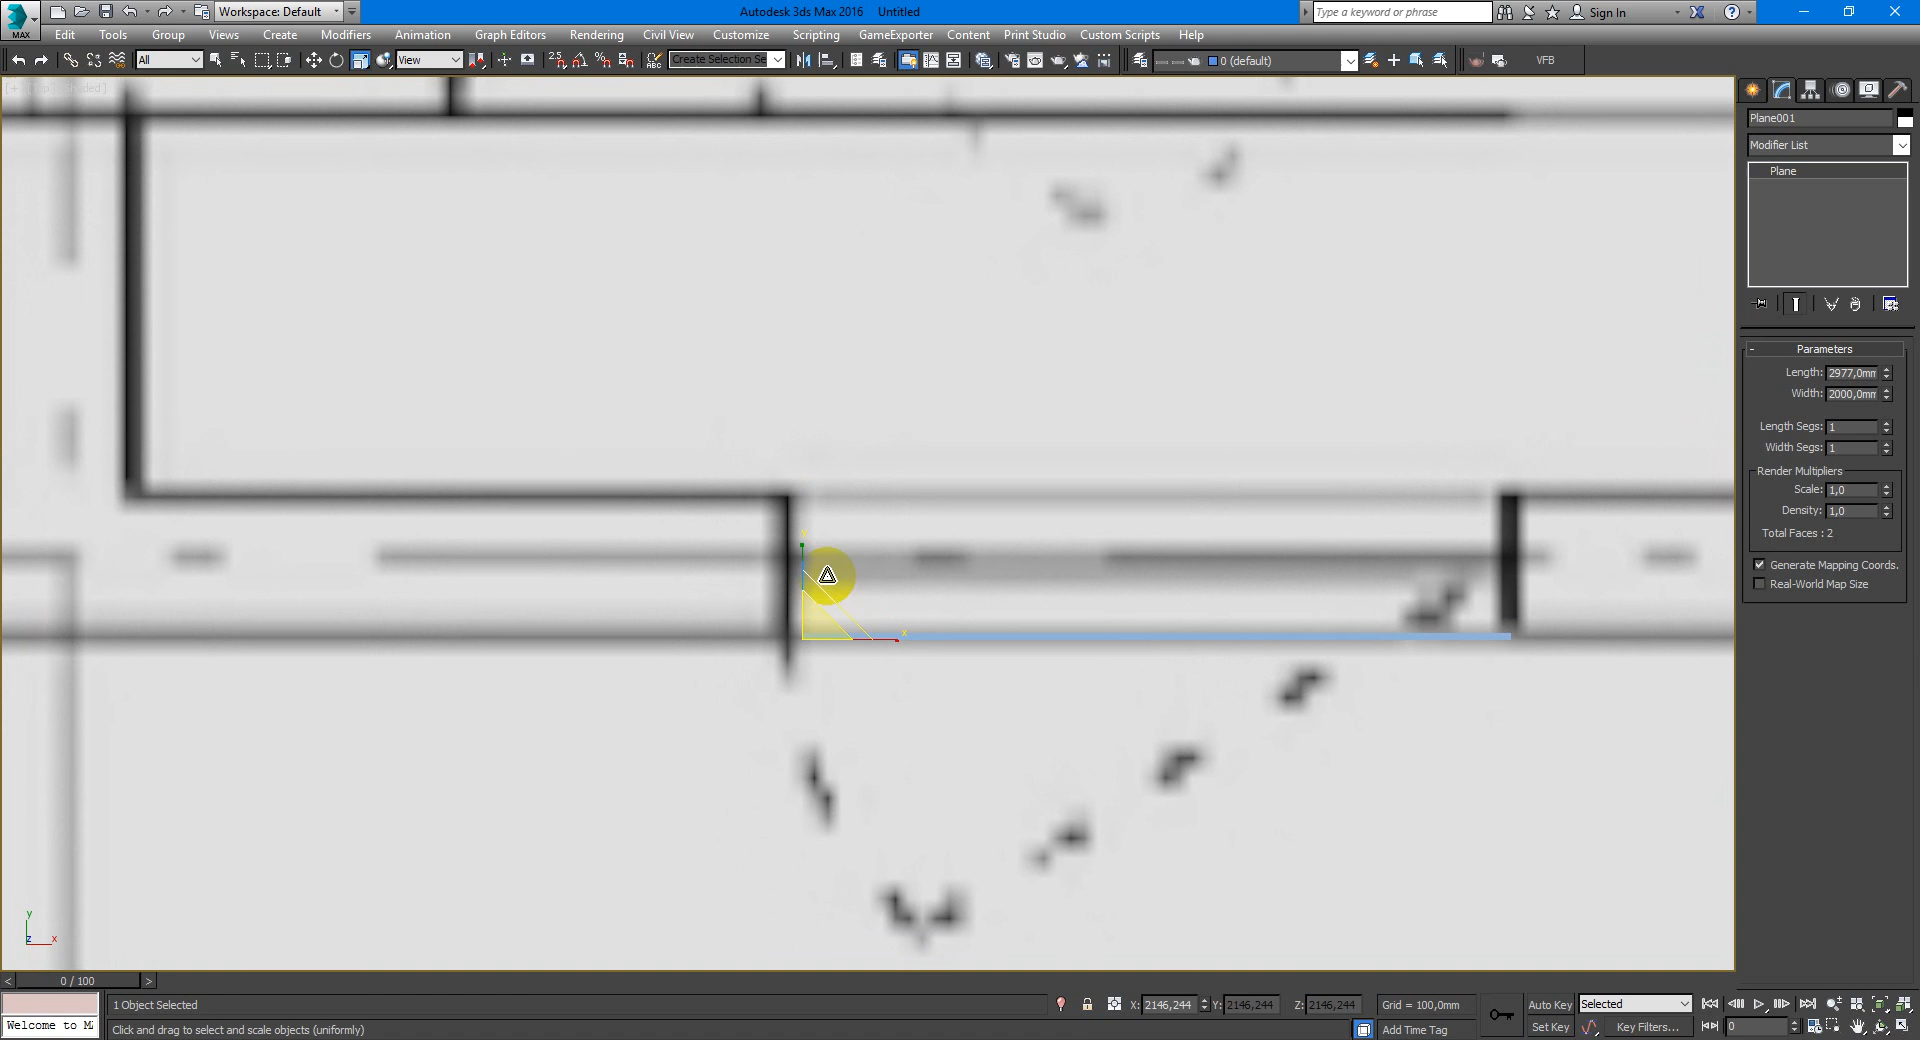 Workspace: Default
Autodesk 3ds Max 2016 Untitled
Type a keyword or phrase
Sign In
MAX
Edit Tools Group Views Create Modifiers Animation Graph Editors Rendering Civil View Customize Scripting GameExporter Content Print Studio Custom Scripts Help
All
View
Create Selection Se
0 (default)
VFB
Plane001
Modifier List
Plane
Parameters
Length: 2977,0mm
Width: 2000,0mm
Length Segs: 1
Width Segs: 1
Render Multipliers
Scale: 1,0
Density: 1,0
Total Faces : 2
Generate Mapping Coords.
Real-World Map Size
x
y
z x
0 / 100
1 Object Selected
X: 2146,244 Y: 2146,244 Z: 2146,244
Grid = 100,0mm
Auto Key
Selected
Welcome to M
Click and drag to select and scale objects (uniformly)
Add Time Tag
Set Key
Key Filters...
0